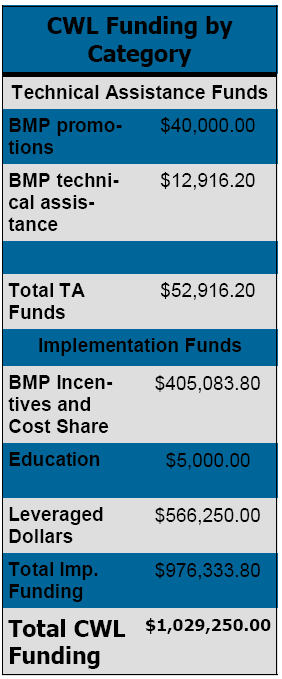 CWL Funding by
Category
Technical Assistance Funds
BMP promo- $40,000.00
tions
BMP techni- $12,916.20
cal assis-
tance
Total TA $52,916.20
Funds
Implementation Funds
BMP Incen- $405,083.80
tives and
Cost Share
Education $5,000.00
Leveraged $566,250.00
Dollars
Total Imp. $976,333.80
Funding
Total CWL $1,029,250.00
Funding